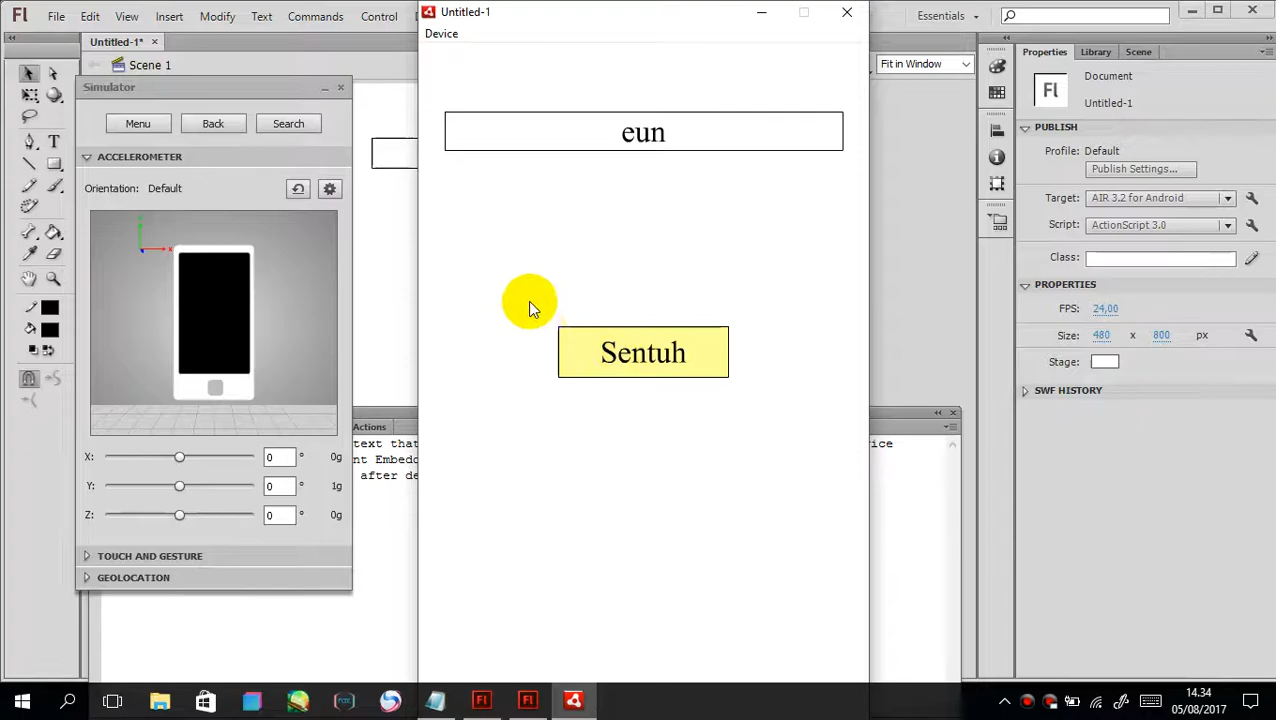 Fl File Edit View Insert Modify Text Commands Control
Untitled-1
Essentials
Untitled-1* ×
Device
Scene 1
Fit in Window
Simulator
Menu Back Search
ACCELEROMETER
Orientation: Default
X: 0 ° 0g
Y: 0 ° 1g
Z: 0 ° 0g
TOUCH AND GESTURE
GEOLOCATION
eun
Sentuh
Actions
text that
vice
nt Embed
after de
Properties Library Scene
Fl
Document
Untitled-1
PUBLISH
Profile: Default
Publish Settings...
Target: AIR 3.2 for Android
Script: ActionScript 3.0
Class:
PROPERTIES
FPS: 24,00
Size: 480 x 800 px
Stage:
SWF HISTORY
14.34
05/08/2017